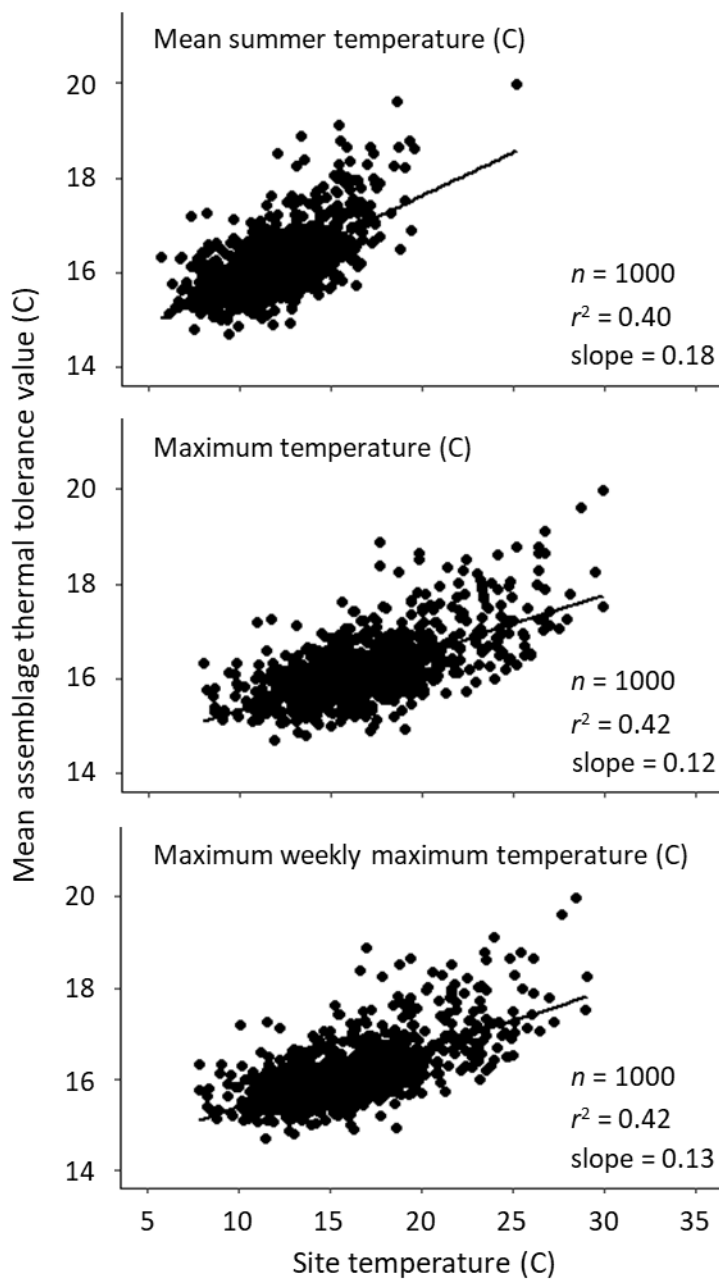 Mean assemblage thermal tolerance value (C)
Mean summer temperature (C)
20
18
16
14
n = 1000
r² = 0.40
slope = 0.18
Maximum temperature (C)
20
18
16
14
n = 1000
r² = 0.42
slope = 0.12
Maximum weekly maximum temperature (C)
20
18
16
14
n = 1000
r² = 0.42
slope = 0.13
5 10 15 20 25 30 35
Site temperature (C)